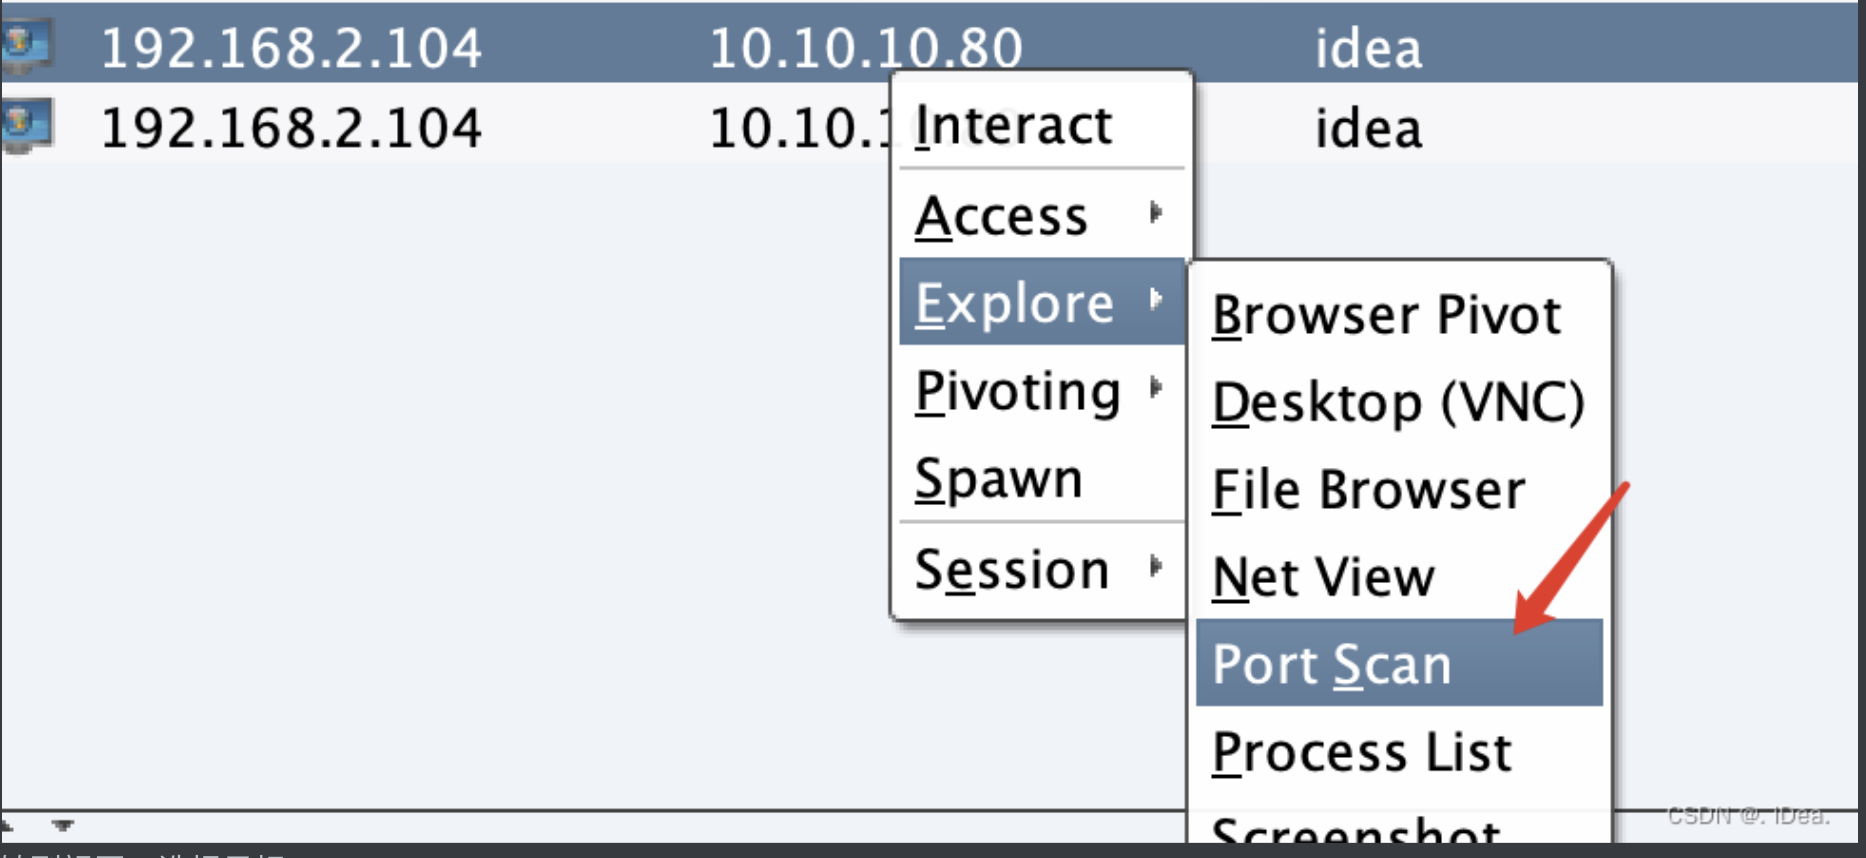 192.168.2.104 10.10.10.80 idea
192.168.2.104 10.10.1 idea
Interact
Access
Explore
Pivoting
Spawn
Session
Browser Pivot
Desktop (VNC)
File Browser
Net View
Port Scan
Process List
Screenshot
CSDN @. IDea.